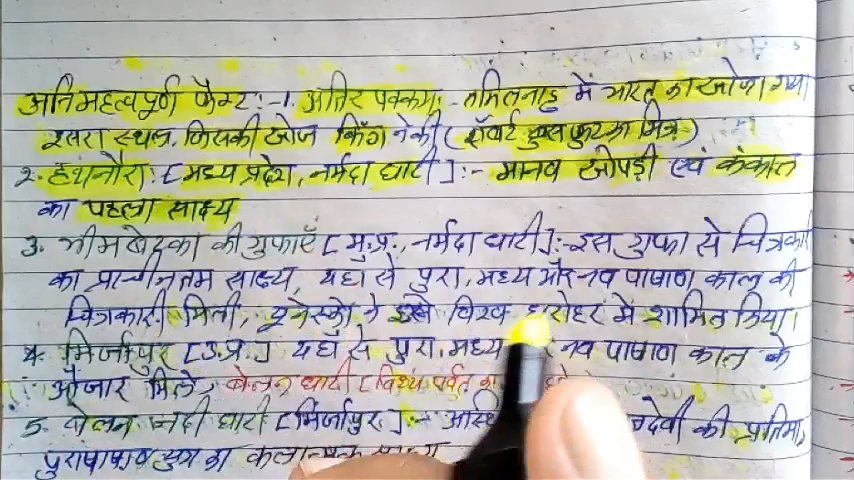 अतिमहत्वपूर्ण फैक्ट :- 1. अतिर पक्कम :- तमिलनाडु में भारत का खोजा गया
दूसरा स्थल, जिसकी खोज किंग ने की ( रॉबर्ट ब्रुस फुट का मित्र )
2. हथनौरा : [ मध्य प्रदेश, नर्मदा घाटी ] :- मानव खोपड़ी एवं कंकाल
का पहला साक्ष्य
3. भीमबेटका की गुफाएँ [ म.प्र., नर्मदा घाटी ] :- इस गुफा से चित्रकारी
का प्राचीनतम साक्ष्य, यहाँ से पुरा, मध्य और नव पाषाण काल की
चित्रकारी मिली, यूनेस्को ने इसे विश्व धरोहर में शामिल किया।
4. मिर्जापुर [ उ.प्र. ] यहाँ से पुरा, मध्य नव पाषाण काल के
औजार मिले, बेलन घाटी [ विंध्य पर्वत
5. बेलन नदी घाटी [ मिर्जापुर ] :- देवी की प्रतिमा,
पुरापाषाण युग का कलात्मक